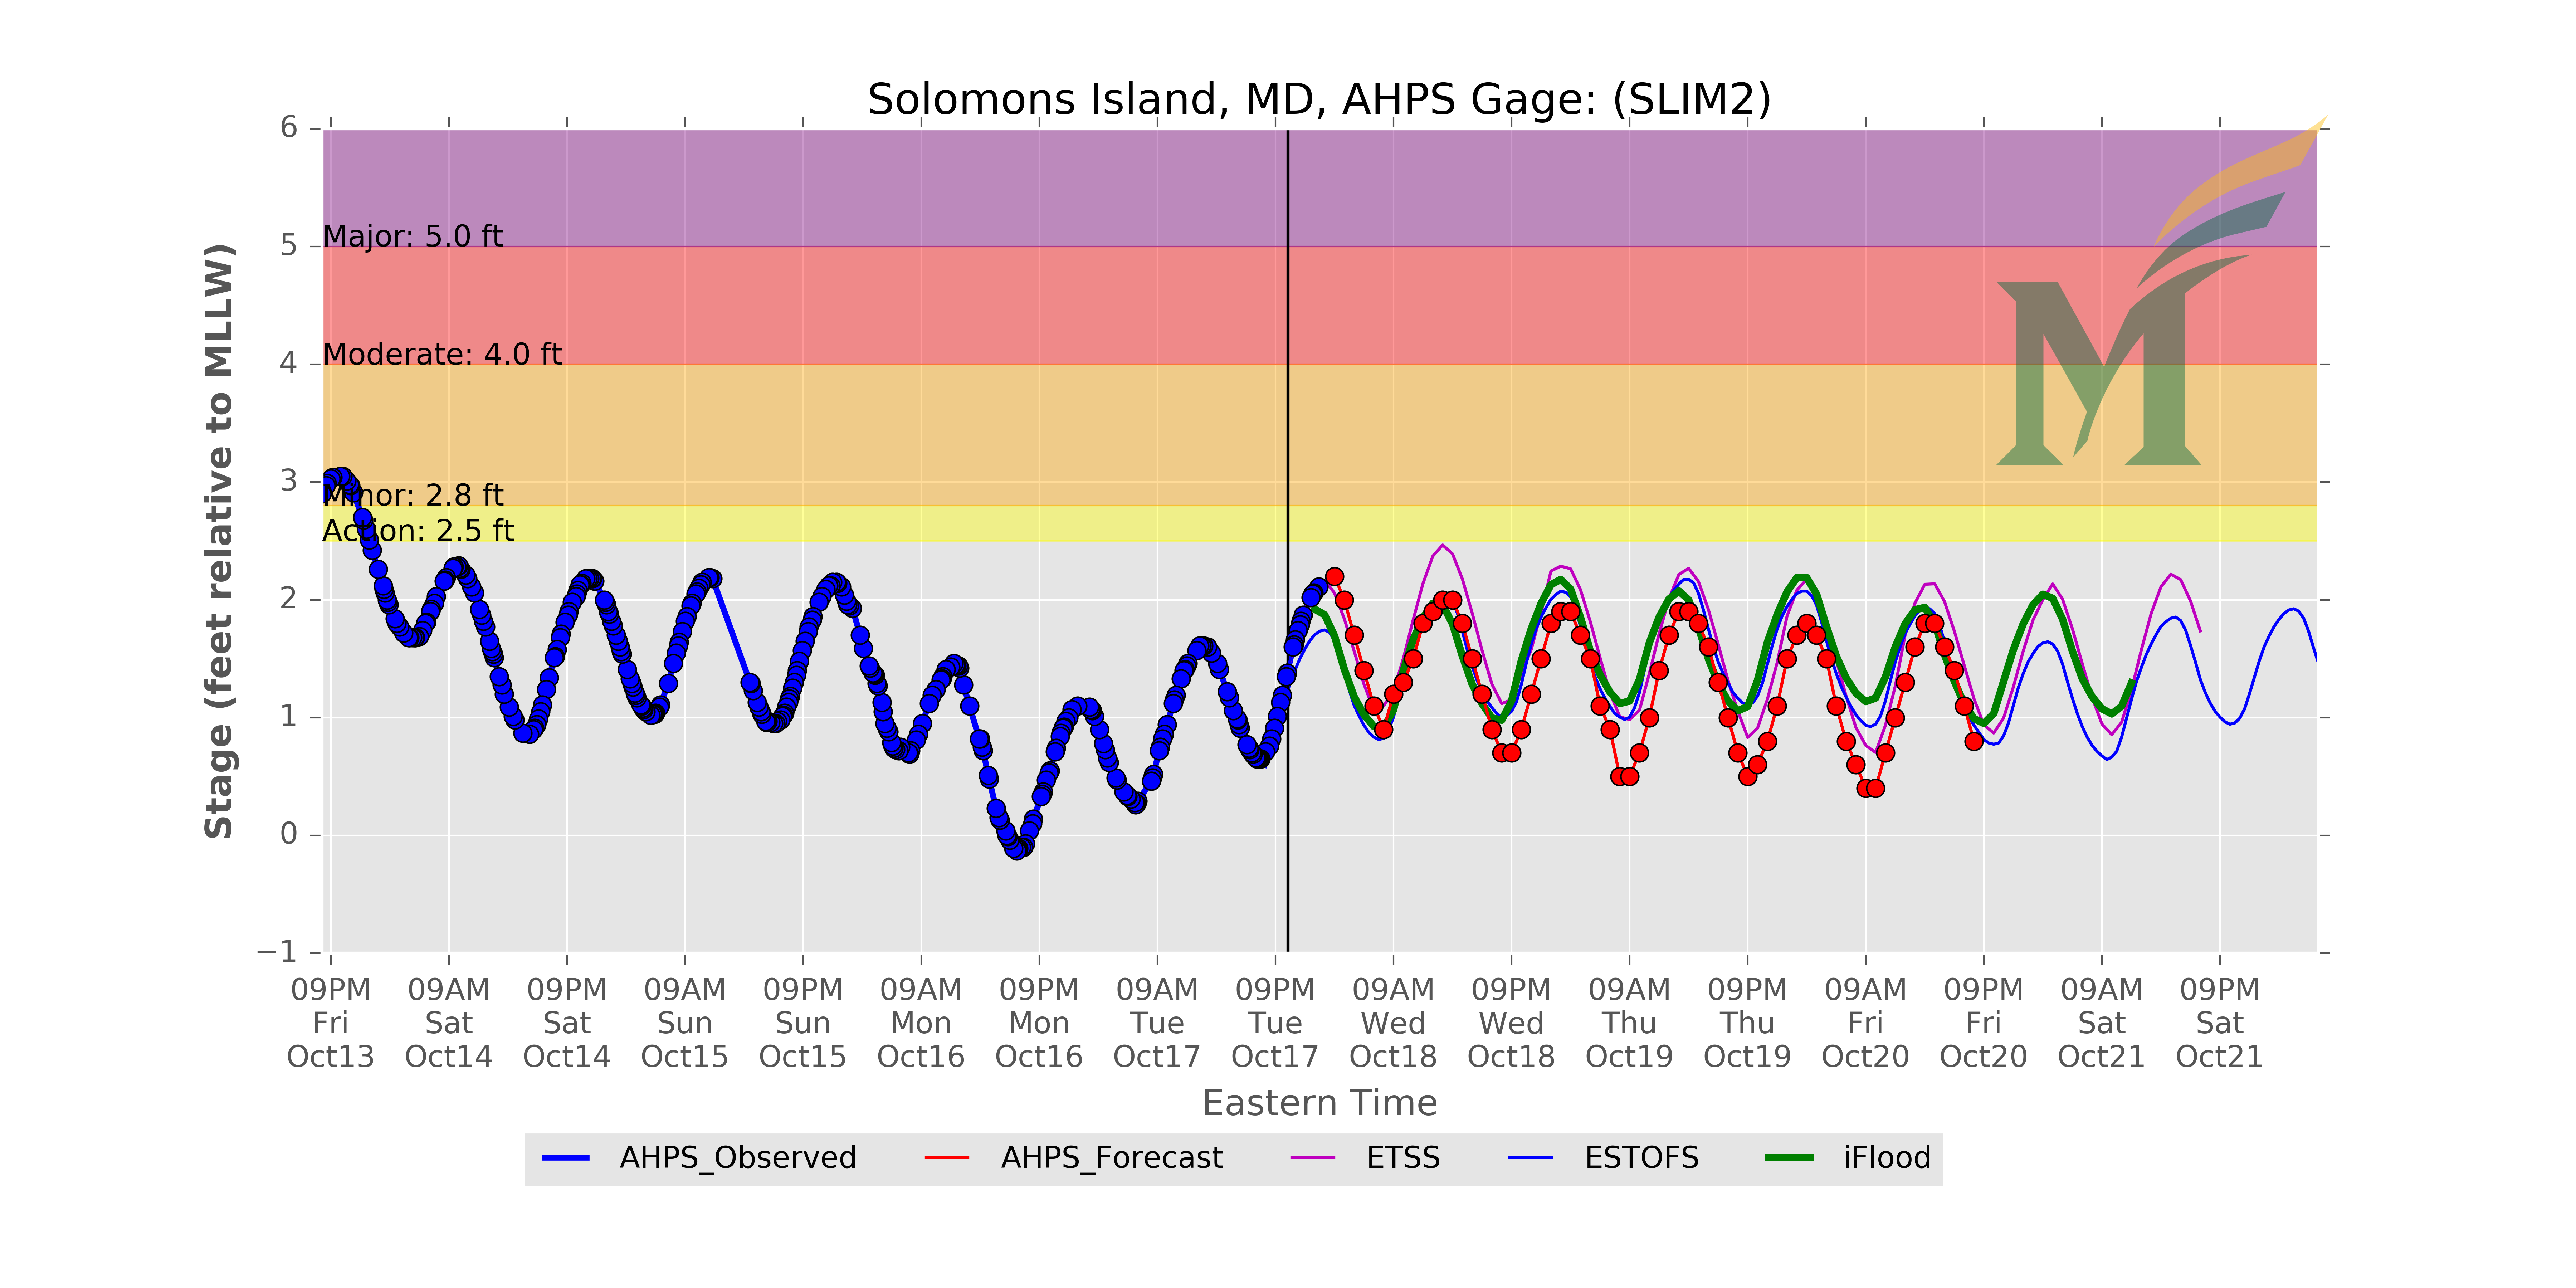 Solomons Island, MD, AHPS Gage: (SLIM2)
Stage (feet relative to MLLW)
6
5
4
3
2
1
0
−1
Major: 5.0 ft
Moderate: 4.0 ft
Minor: 2.8 ft
Action: 2.5 ft
M
09PM 09AM 09PM 09AM 09PM 09AM 09PM 09AM 09PM 09AM 09PM 09AM 09PM 09AM 09PM 09AM 09PM
Fri Sat Sat Sun Sun Mon Mon Tue Tue Wed Wed Thu Thu Fri Fri Sat Sat
Oct13 Oct14 Oct14 Oct15 Oct15 Oct16 Oct16 Oct17 Oct17 Oct18 Oct18 Oct19 Oct19 Oct20 Oct20 Oct21 Oct21
Eastern Time
AHPS_Observed AHPS_Forecast ETSS ESTOFS iFlood